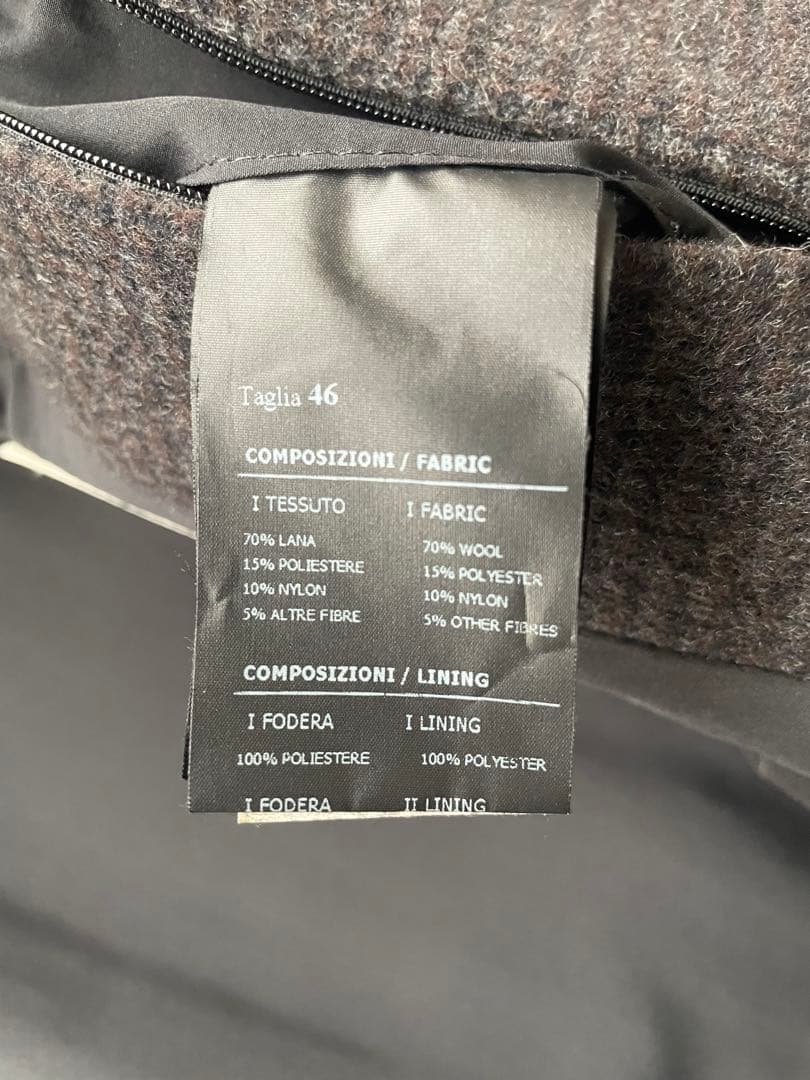 Taglia 46
COMPOSIZIONI / FABRIC
I TESSUTO I FABRIC
70% LANA 70% WOOL
15% POLIESTERE 15% POLYESTER
10% NYLON 10% NYLON
5% ALTRE FIBRE 5% OTHER FIBRES
COMPOSIZIONI / LINING
I FODERA I LINING
100% POLIESTERE 100% POLYESTER
I FODERA II LINING